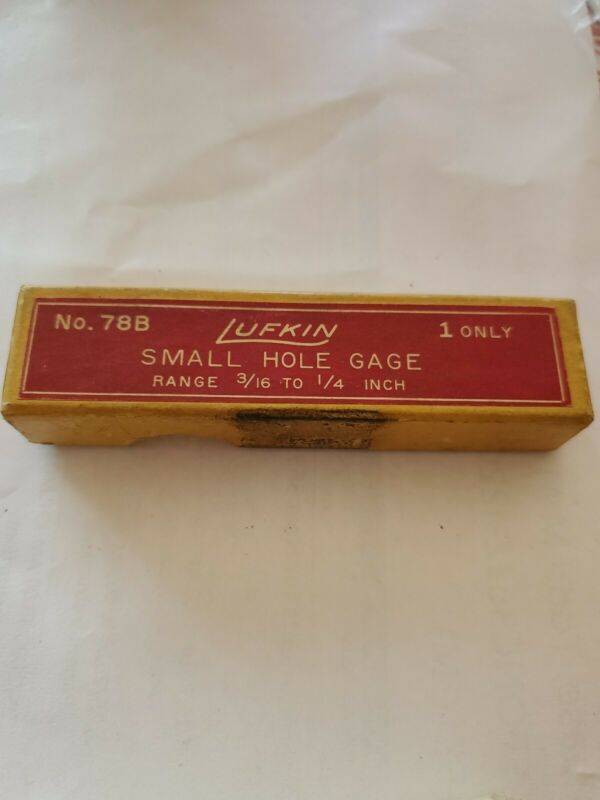 No. 78B LUFKIN 1 ONLY
SMALL HOLE GAGE
RANGE 3/16 TO 1/4 INCH